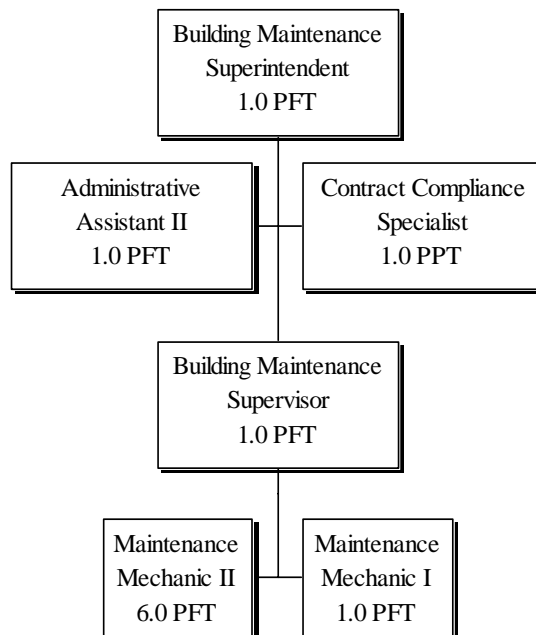 Building Maintenance
Superintendent
1.0 PFT
Administrative
Assistant II
1.0 PFT
Contract Compliance
Specialist
1.0 PPT
Building Maintenance
Supervisor
1.0 PFT
Maintenance
Mechanic II
6.0 PFT
Maintenance
Mechanic I
1.0 PFT